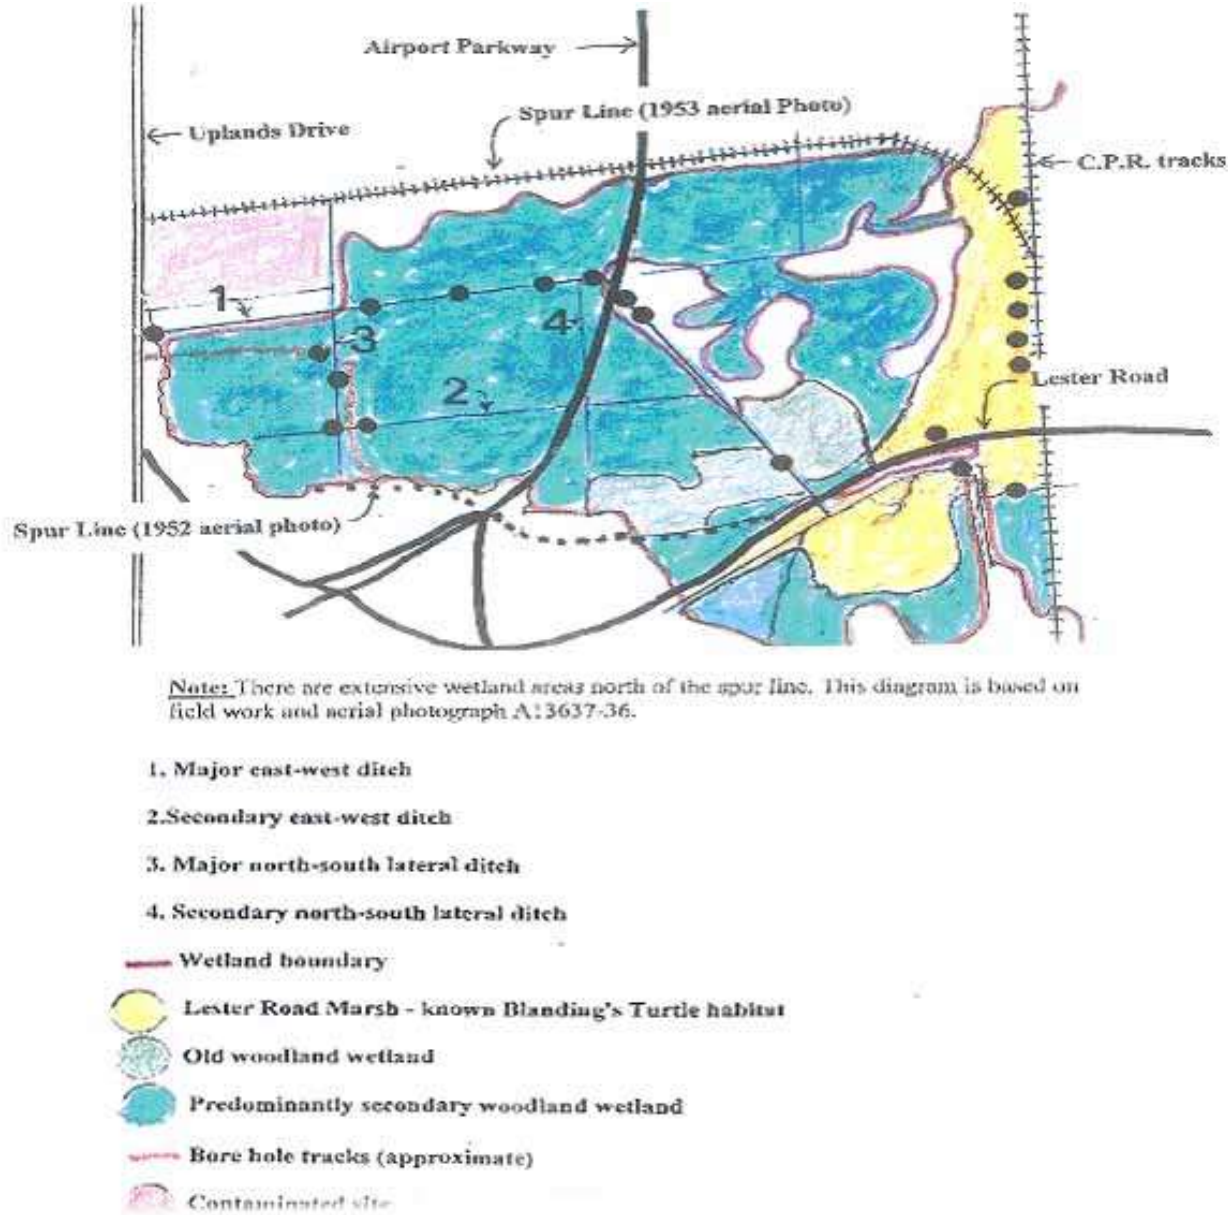 Airport Parkway
Spur Line (1953 aerial Photo)
Uplands Drive
C.P.R. tracks
1
3
4
2
Lester Road
Spur Line (1952 aerial photo)
Note: There are extensive wetland areas north of the spur line. This diagram is based on
field work and aerial photograph A13637-36.
1. Major east-west ditch
2.Secondary east-west ditch
3. Major north-south lateral ditch
4. Secondary north-south lateral ditch
Wetland boundary
Lester Road Marsh - known Blanding's Turtle habitat
Old woodland wetland
Predominantly secondary woodland wetland
Bore hole tracks (approximate)
Contaminated site